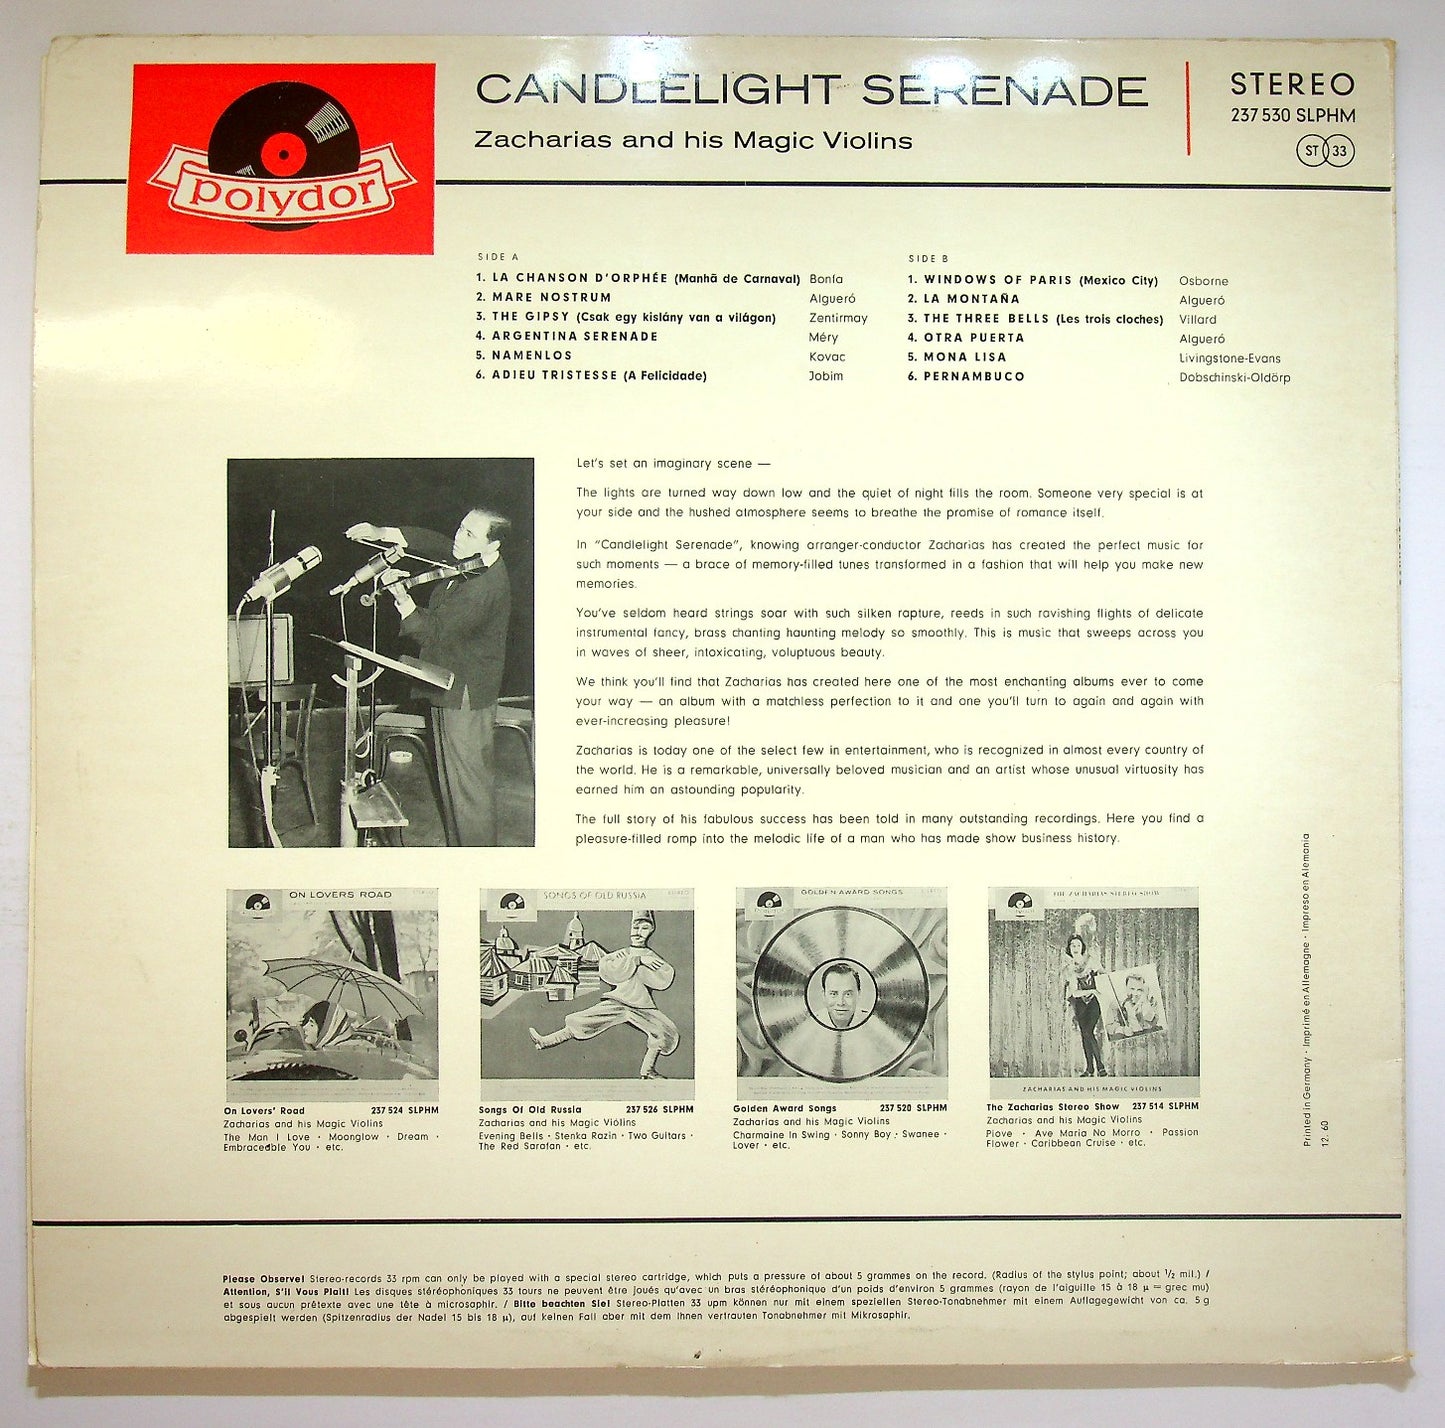 polydor
CANDLELIGHT SERENADE
Zacharias and his Magic Violins
STEREO
237 530 SLPHM
ST 33
SIDE A
1. LA CHANSON D'ORPHÉE (Manhã de Carnaval) Bonfa
2. MARE NOSTRUM Algueró
3. THE GIPSY (Csak egy kislány van a világon) Zentirmay
4. ARGENTINA SERENADE Méry
5. NAMENLOS Kovac
6. ADIEU TRISTESSE (A Felicidade) Jobim
SIDE B
1. WINDOWS OF PARIS (Mexico City) Osborne
2. LA MONTAÑA Algueró
3. THE THREE BELLS (Les trois cloches) Villard
4. OTRA PUERTA Algueró
5. MONA LISA Livingstone-Evans
6. PERNAMBUCO Dobschinski-Oldörp
Let's set an imaginary scene —
The lights are turned way down low and the quiet of night fills the room. Someone very special is at
your side and the hushed atmosphere seems to breathe the promise of romance itself.
In "Candlelight Serenade", knowing arranger-conductor Zacharias has created the perfect music for
such moments — a brace of memory-filled tunes transformed in a fashion that will help you make new
memories.
You've seldom heard strings soar with such silken rapture, reeds in such ravishing flights of delicate
instrumental fancy, brass chanting haunting melody so smoothly. This is music that sweeps across you
in waves of sheer, intoxicating, voluptuous beauty.
We think you'll find that Zacharias has created here one of the most enchanting albums ever to come
your way — an album with a matchless perfection to it and one you'll turn to again and again with
ever-increasing pleasure!
Zacharias is today one of the select few in entertainment, who is recognized in almost every country of
the world. He is a remarkable, universally beloved musician and an artist whose unusual virtuosity has
earned him an astounding popularity.
The full story of his fabulous success has been told in many outstanding recordings. Here you find a
pleasure-filled romp into the melodic life of a man who has made show business history.
ON LOVERS ROAD
SONGS OF OLD RUSSIA
GOLDEN AWARD SONGS
THE ZACHARIAS STEREO SHOW
ZACHARIAS AND HIS MAGIC VIOLINS
On Lovers' Road 237 524 SLPHM
Zacharias and his Magic Violins
The Man I Love · Moonglow · Dream ·
Embraceable You · etc.
Songs Of Old Russia 237 526 SLPHM
Zacharias and his Magic Violins
Evening Bells · Stenka Razin · Two Guitars ·
The Red Sarafan · etc.
Golden Award Songs 237 520 SLPHM
Zacharias and his Magic Violins
Charmaine In Swing · Sonny Boy · Swanee ·
Lover · etc.
The Zacharias Stereo Show 237 514 SLPHM
Zacharias and his Magic Violins
Piove · Ave Maria No Morro · Passion
Flower · Caribbean Cruise · etc.
Printed in Germany · Imprimé en Allemagne · Impreso en Alemania
12. 60
Please Observe! Stereo-records 33 rpm can only be played with a special stereo cartridge, which puts a pressure of about 5 grammes on the record. (Radius of the stylus point; about 1/2 mil.) /
Attention, S'il Vous Plait! Les disques stéréophoniques 33 tours ne peuvent être joués qu'avec un bras stéréophonique d'un poids d'environ 5 grammes (rayon de l'aiguille 15 à 18 µ = grec mu)
et sous aucun prétexte avec une tête à microsaphir. / Bitte beachten Sie! Stereo-Platten 33 upm können nur mit einem speziellen Stereo-Tonabnehmer mit einem Auflagegewicht von ca. 5 g
abgespielt werden (Spitzenradius der Nadel 15 bis 18 µ), auf keinen Fall aber mit dem Ihnen vertrauten Tonabnehmer mit Mikrosaphir.